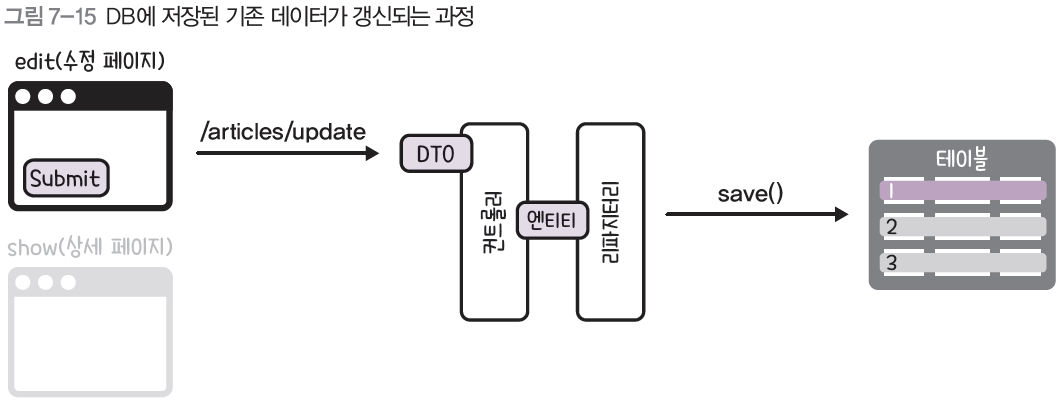 그림 7-15 DB에 저장된 기존 데이터가 갱신되는 과정
edit(수정 페이지)
Submit
/articles/update
DTO
컨트롤러
엔티티
리파지터리
save()
테이블
1
2
3
show(상세 페이지)